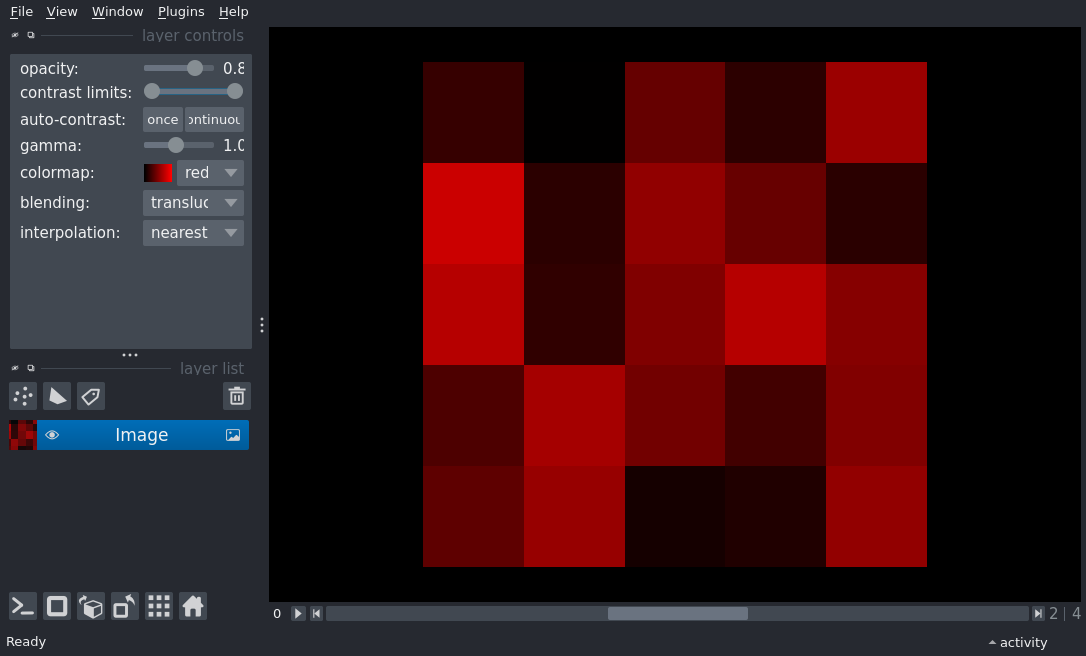 File View Window Plugins Help
layer controls
opacity: 0.8
contrast limits:
auto-contrast: once ontinuou
gamma: 1.0
colormap: red
blending: transluc
interpolation: nearest
layer list
Image
0 2 | 4
Ready activity